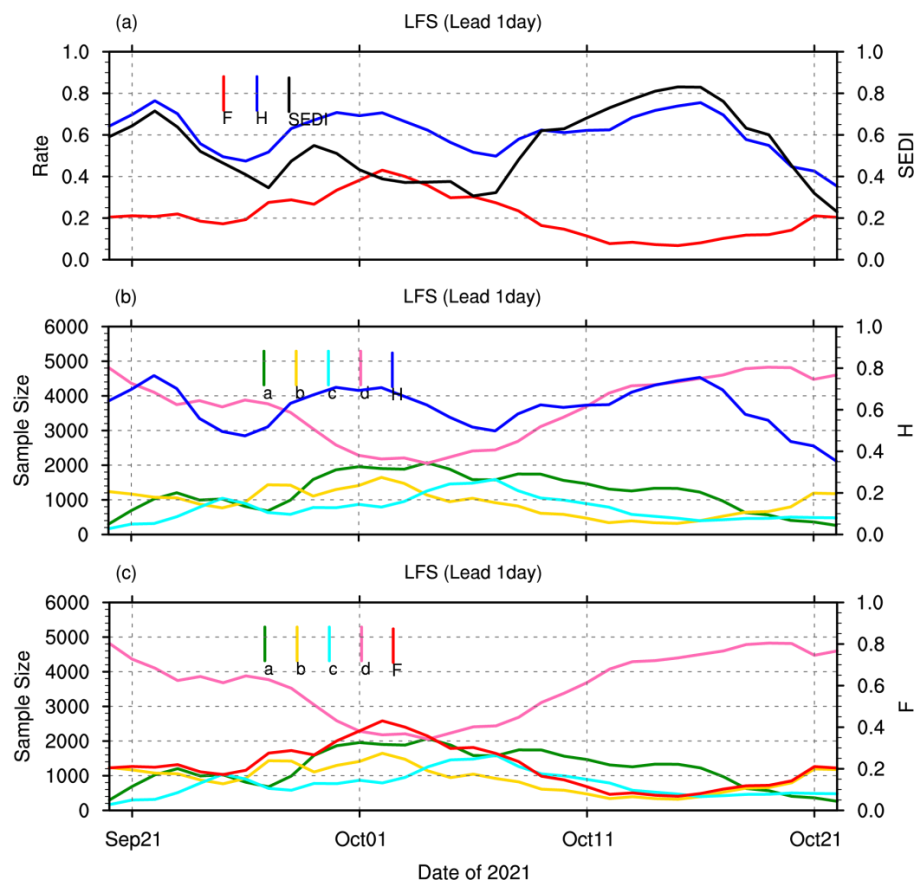 (a) LFS (Lead 1day)
1.0 1.0
0.8 0.8
F H SEDI
0.6 0.6
Rate SEDI
0.4 0.4
0.2 0.2
0.0 0.0
(b) LFS (Lead 1day)
6000 1.0
5000 0.8
a b c d H
4000
0.6
Sample Size H
3000
0.4
2000
1000 0.2
0 0.0
(c) LFS (Lead 1day)
6000 1.0
5000 0.8
a b c d F
4000
0.6
Sample Size F
3000
0.4
2000
1000 0.2
0 0.0
Sep21 Oct01 Oct11 Oct21
Date of 2021